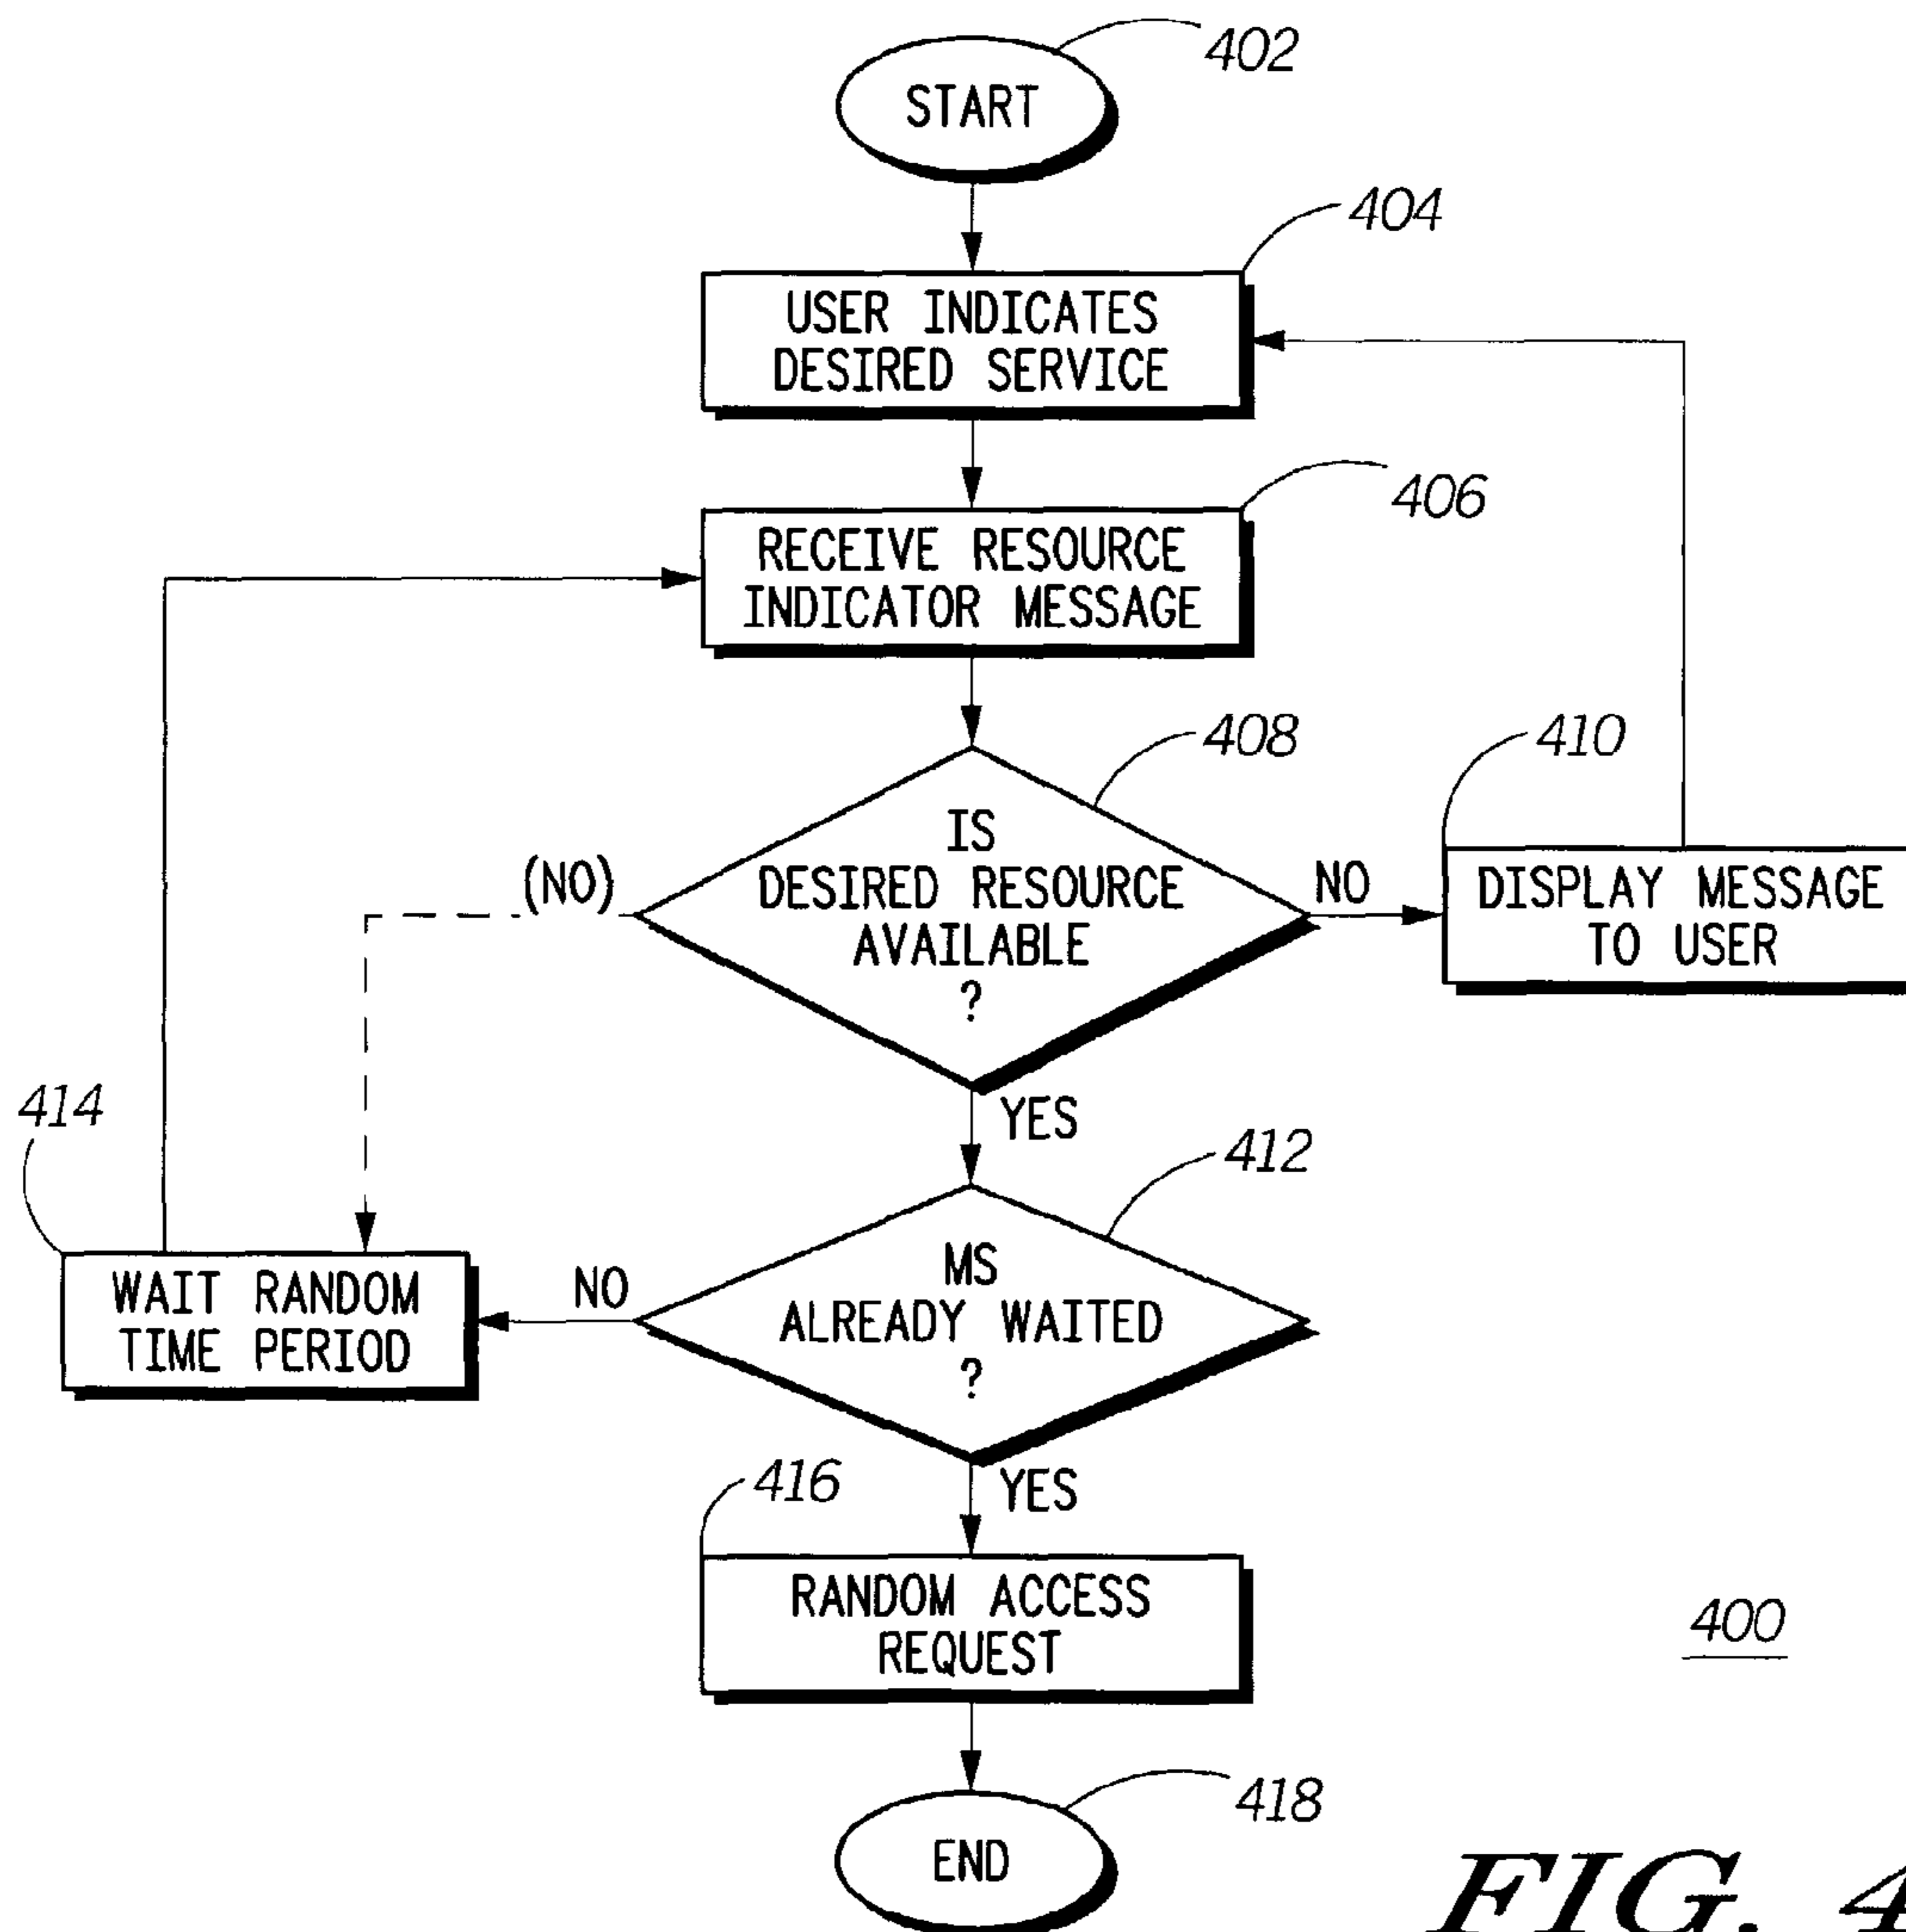 402
START
404
USER INDICATES
DESIRED SERVICE
406
RECEIVE RESOURCE
INDICATOR MESSAGE
408
IS
DESIRED RESOURCE
AVAILABLE
?
(NO)
NO
410
DISPLAY MESSAGE
TO USER
YES
412
MS
ALREADY WAITED
?
NO
414
WAIT RANDOM
TIME PERIOD
YES
416
RANDOM ACCESS
REQUEST
400
418
END
FIG. 4